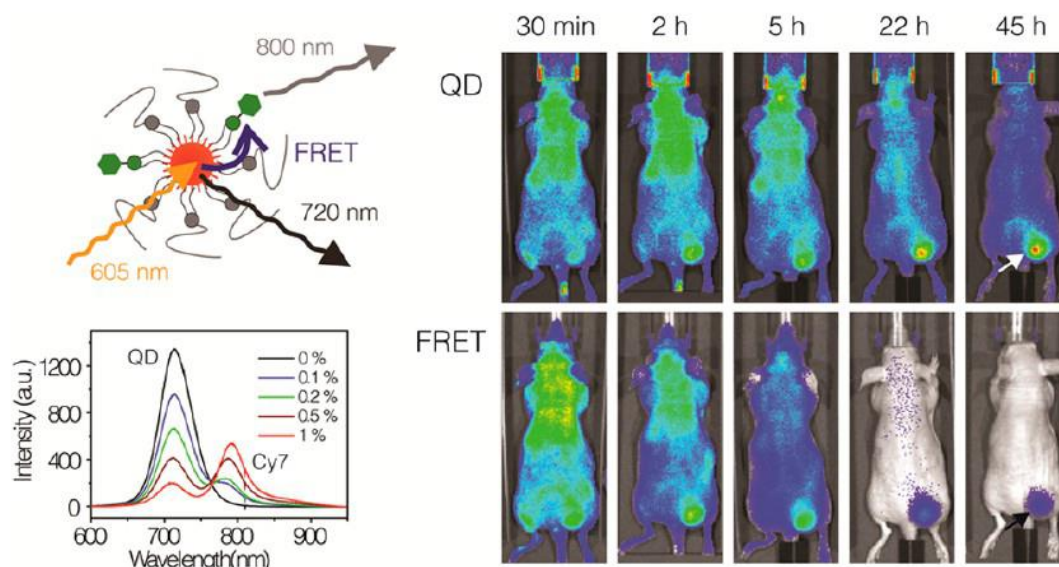 800 nm
FRET
720 nm
605 nm
Intensity (a.u.)
1200
800
400
0
QD
0 %
0.1 %
0.2 %
0.5 %
1 %
Cy7
600
700
800
900
Wavelength(nm)
30 min
2 h
5 h
22 h
45 h
QD
FRET